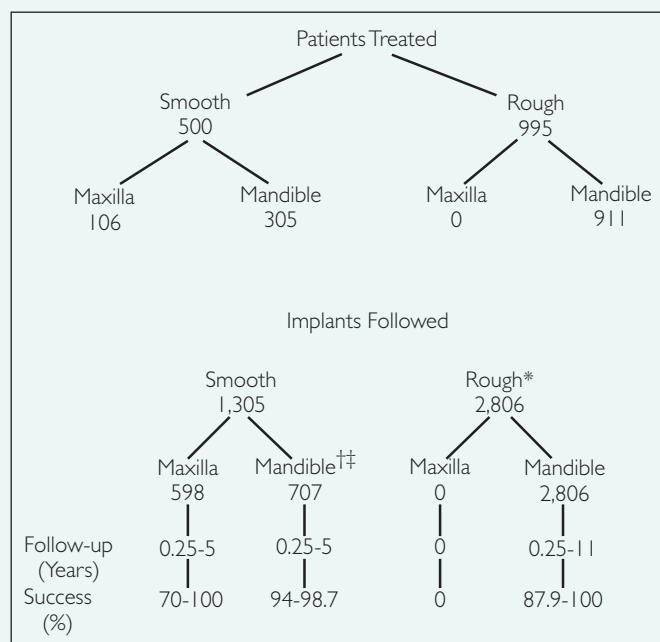 Patients Treated
Smooth Rough
500 995
Maxilla Mandible Maxilla Mandible
106 305 0 911
Implants Followed
Smooth Rough*
1,305 2,806
Maxilla Mandible†‡ Maxilla Mandible
598 707 0 2,806
Follow-up 0.25-5 0.25-5 0 0.25-11
(Years)
Success 70-100 94-98.7 0 87.9-100
(%)